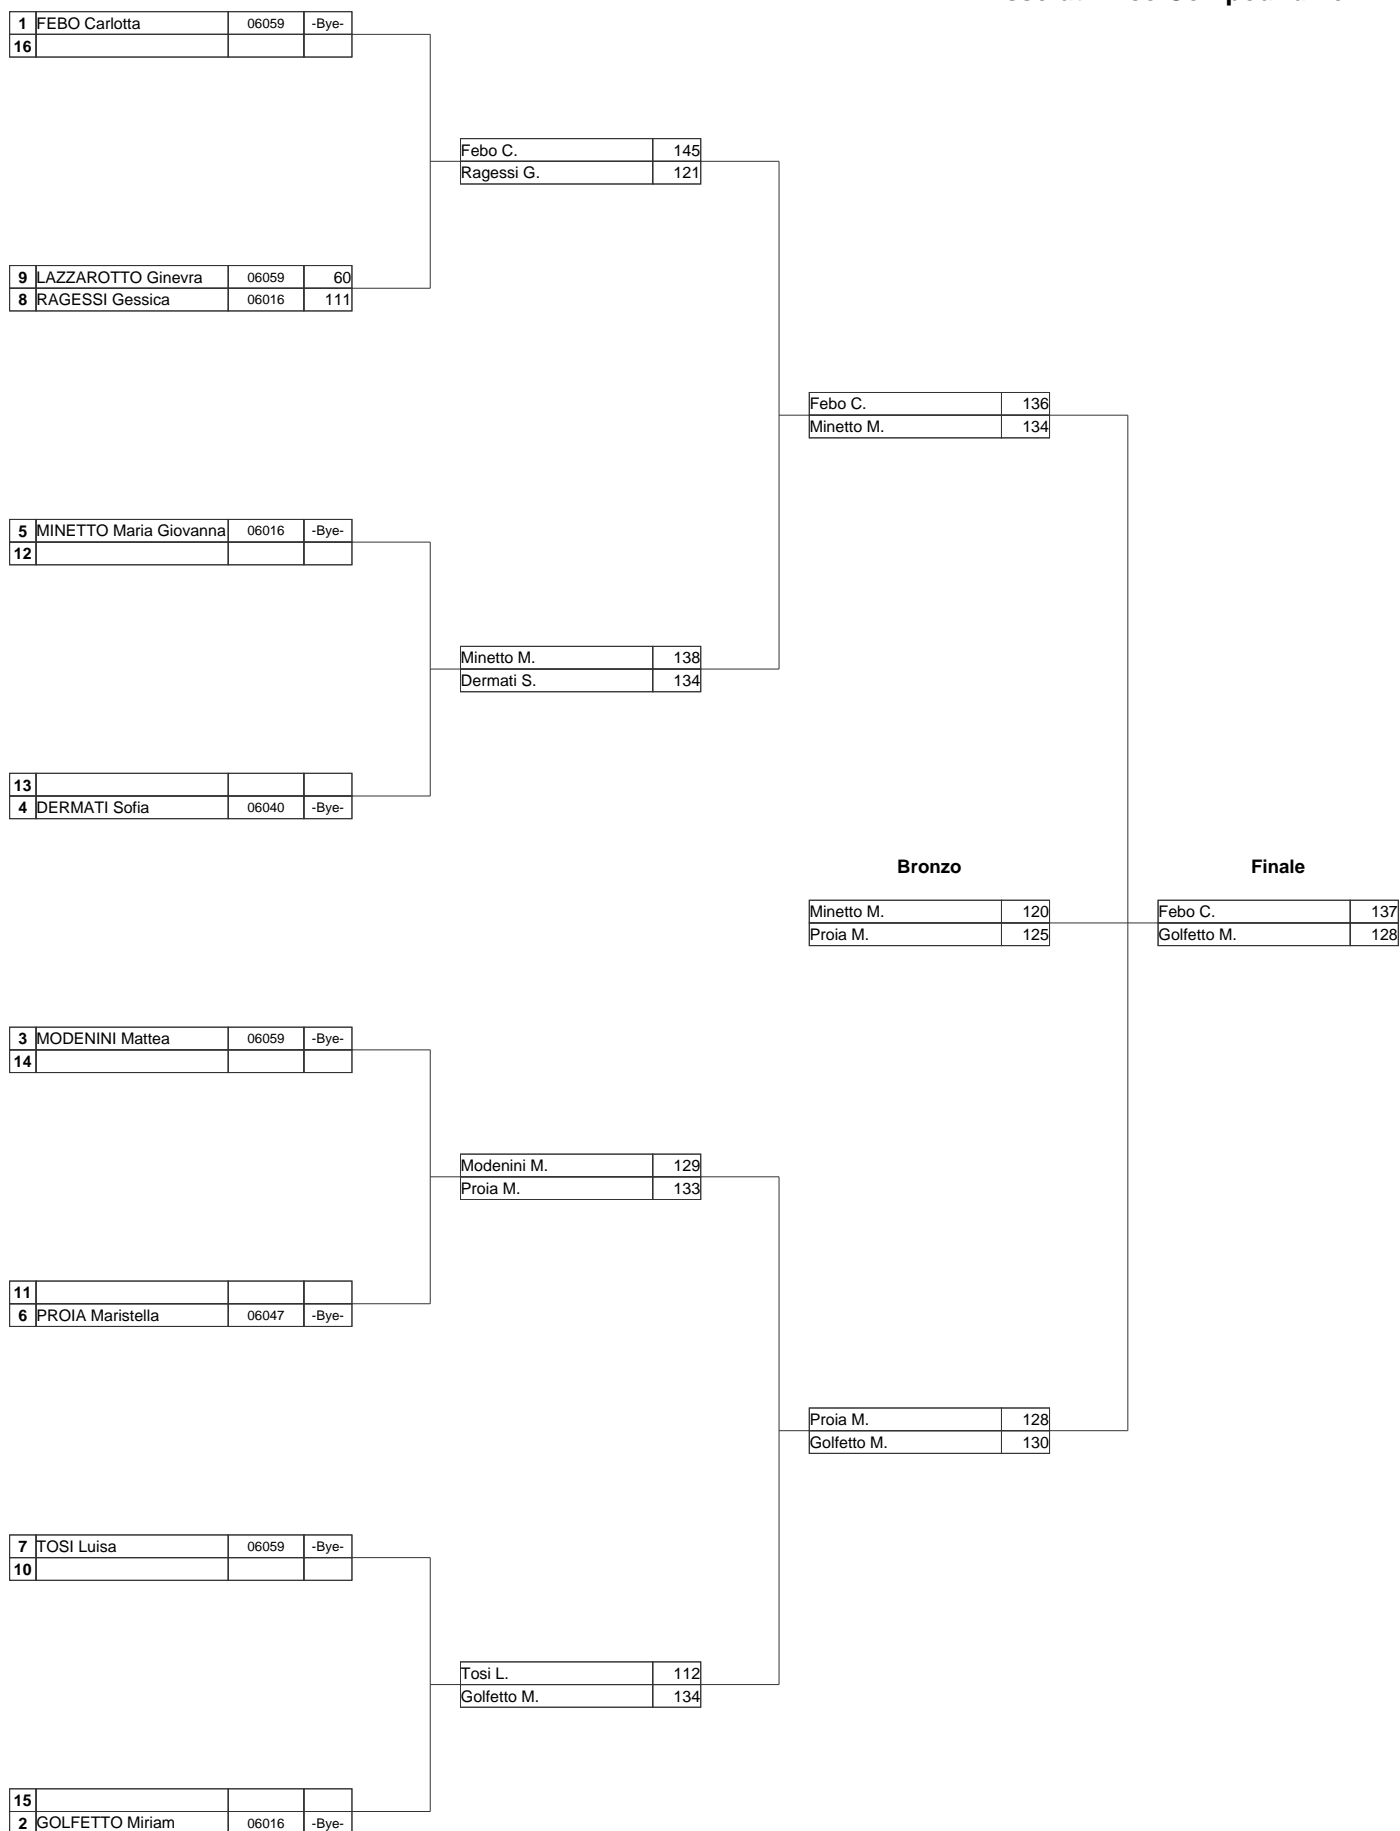 1 FEBO Carlotta 06059 -Bye-
16
Febo C. 145
Ragessi G. 121
9 LAZZAROTTO Ginevra 06059 60
8 RAGESSI Gessica 06016 111
Febo C. 136
Minetto M. 134
5 MINETTO Maria Giovanna 06016 -Bye-
12
Minetto M. 138
Dermati S. 134
13
4 DERMATI Sofia 06040 -Bye-
Bronzo Finale
Minetto M. 120 Febo C. 137
Proia M. 125 Golfetto M. 128
3 MODENINI Mattea 06059 -Bye-
14
Modenini M. 129
Proia M. 133
11
6 PROIA Maristella 06047 -Bye-
Proia M. 128
Golfetto M. 130
7 TOSI Luisa 06059 -Bye-
10
Tosi L. 112
Golfetto M. 134
15
2 GOLFETTO Miriam 06016 -Bye-